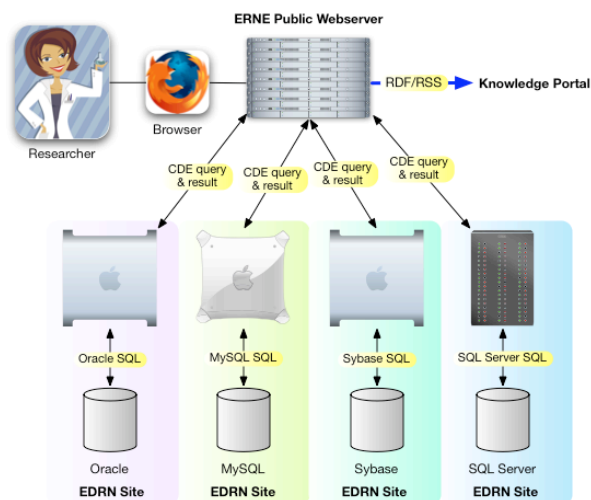 ERNE Public Webserver
RDF/RSS
Knowledge Portal
Browser
Researcher
CDE query
& result
CDE query
& result
CDE query
& result
CDE query
& result
Oracle SQL
MySQL SQL
Sybase SQL
SQL Server SQL
Oracle
MySQL
Sybase
SQL Server
EDRN Site
EDRN Site
EDRN Site
EDRN Site